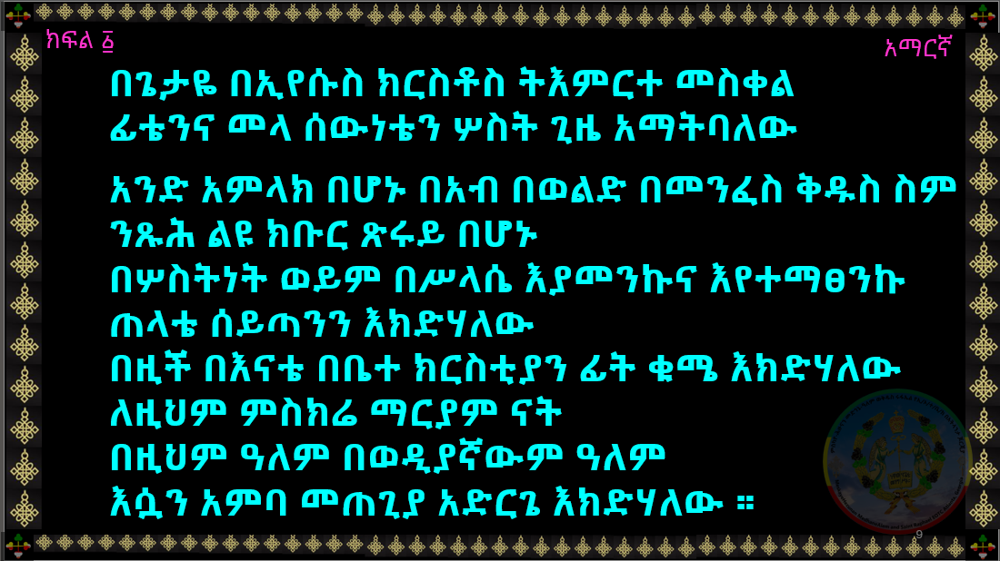 ክፍል ፩
አማርኛ
በጌታዬ በኢየሱስ ክርስቶስ ትእምርተ መስቀል
ፊቴንና መላ ሰውነቴን ሦስት ጊዜ አማትባለው
አንድ አምላክ በሆኑ በአብ በወልድ በመንፈስ ቅዱስ ስም
ንጹሕ ልዩ ክቡር ጽሩይ በሆኑ
በሦስትነት ወይም በሥላሴ እያመንኩና እየተማፀንኩ
ጠላቴ ሰይጣንን እክድሃለው
በዚች በእናቴ በቤተ ክርስቲያን ፊት ቁሜ እክድሃለው
ለዚህም ምስክሬ ማርያም ናት
በዚህም ዓለም በወዲያኛውም ዓለም
እሷን አምባ መጠጊያ አድርጌ እክድሃለው ።
9